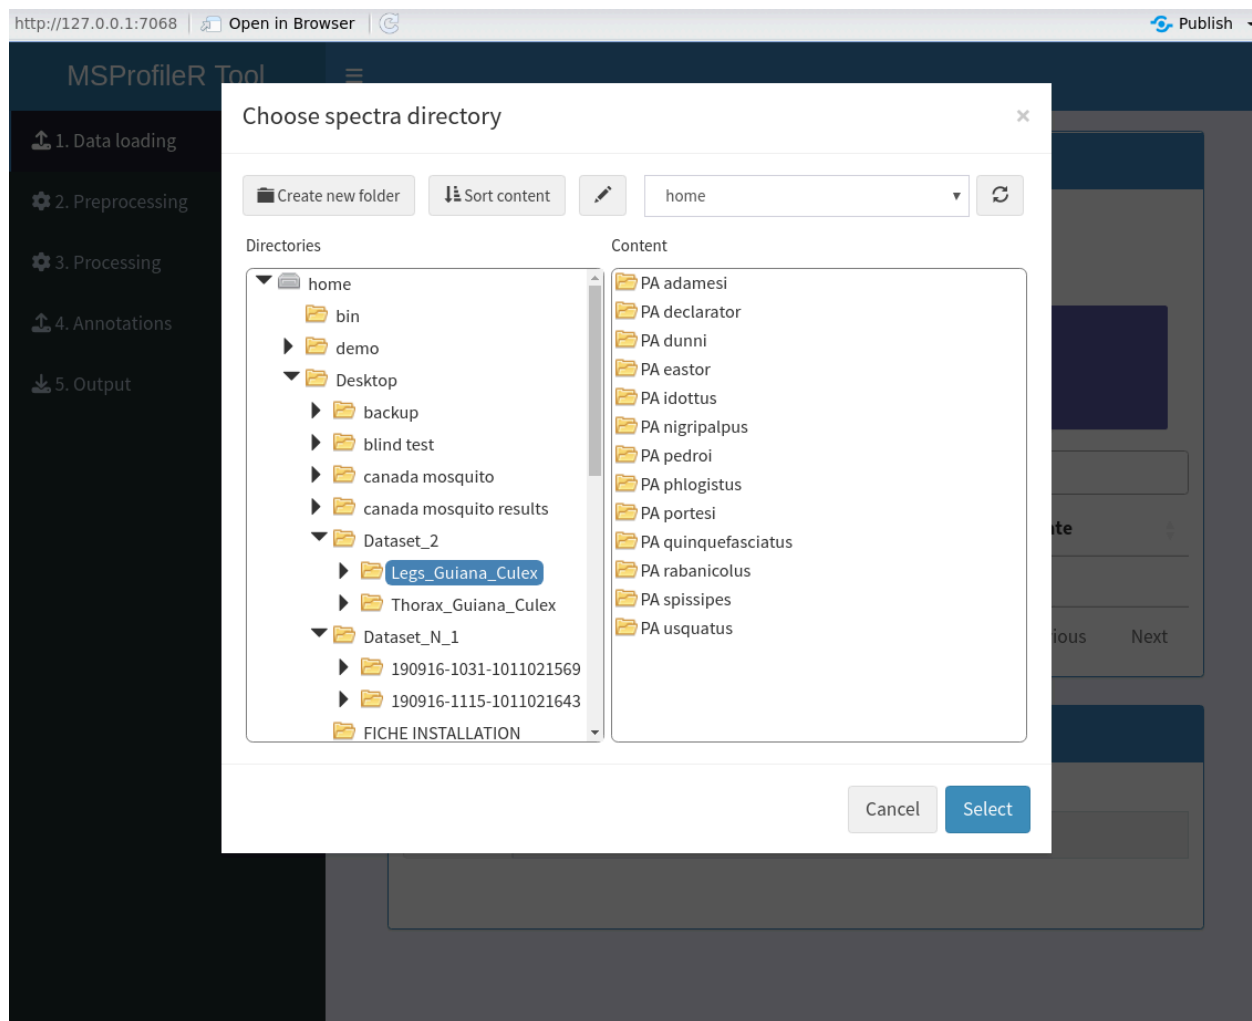 http://127.0.0.1:7068 Open in Browser Publish
MSProfileR Tool
Choose spectra directory ×
1. Data loading
2. Preprocessing
3. Processing
4. Annotations
5. Output
Create new folder Sort content home
Directories Content
home
bin
demo
Desktop
backup
blind test
canada mosquito
canada mosquito results
Dataset_2
Legs_Guiana_Culex
Thorax_Guiana_Culex
Dataset_N_1
190916-1031-1011021569
190916-1115-1011021643
FICHE INSTALLATION
PA adamesi
PA declarator
PA dunni
PA eastor
PA idottus
PA nigripalpus
PA pedroi
PA phlogistus
PA portesi
PA quinquefasciatus
PA rabanicolus
PA spissipes
PA usquatus
Next
Cancel Select